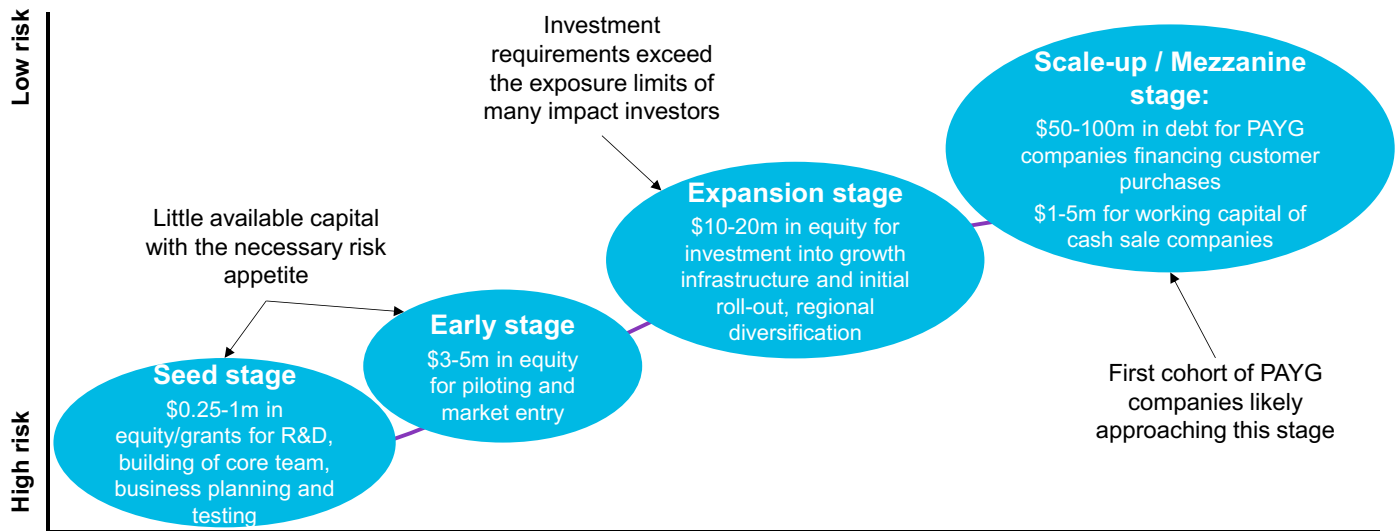 Low risk
High risk
Investment
requirements exceed
the exposure limits of
many impact investors
Little available capital
with the necessary risk
appetite
Seed stage
$0.25-1m in
equity/grants for R&D,
building of core team,
business planning and
testing
Early stage
$3-5m in equity
for piloting and
market entry
Expansion stage
$10-20m in equity for
investment into growth
infrastructure and initial
roll-out, regional
diversification
Scale-up / Mezzanine
stage:
$50-100m in debt for PAYG
companies financing customer
purchases
$1-5m for working capital of
cash sale companies
First cohort of PAYG
companies likely
approaching this stage